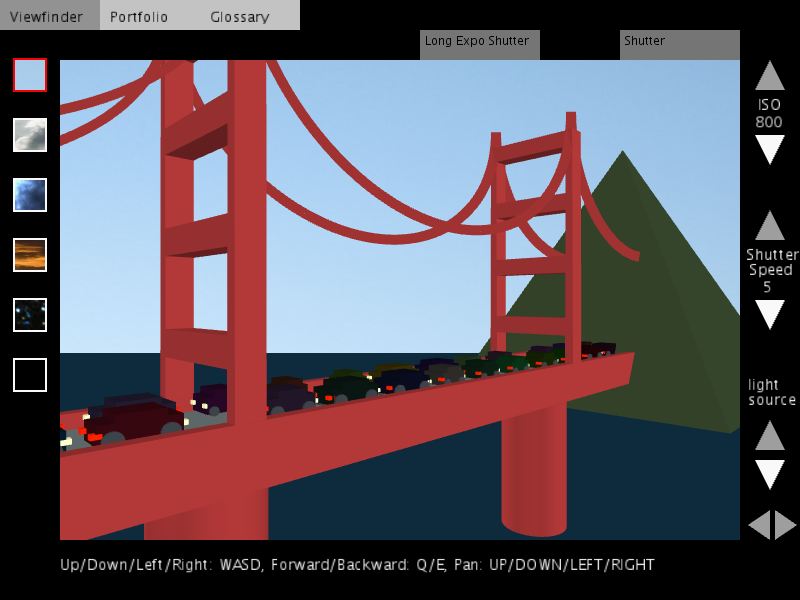 Viewfinder Portfolio Glossary
Long Expo Shutter Shutter
ISO
800
Shutter
Speed
5
light
source
Up/Down/Left/Right: WASD, Forward/Backward: Q/E, Pan: UP/DOWN/LEFT/RIGHT